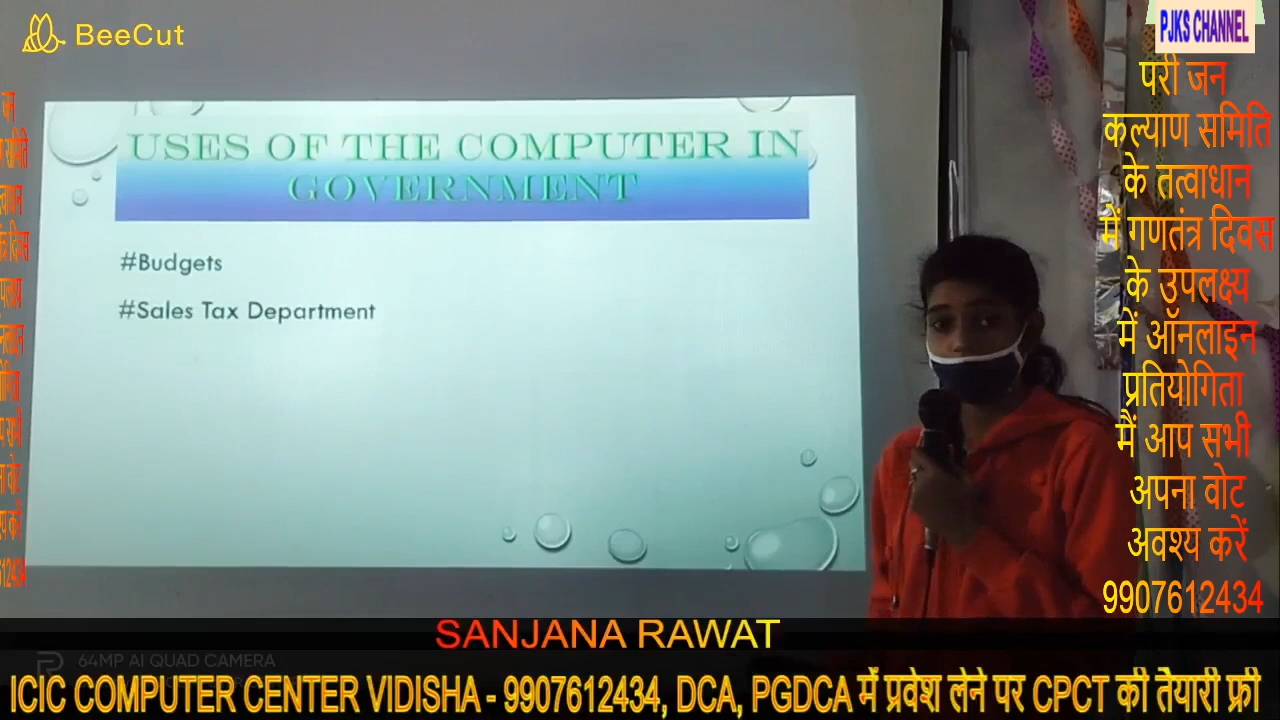 BeeCut
PJKS CHANNEL
USES OF THE COMPUTER IN
GOVERNMENT
#Budgets
#Sales Tax Department
परी जन
कल्याण समिति
के तत्वाधान
में गणतंत्र दिवस
के उपलक्ष्य
में ऑनलाइन
प्रतियोगिता
मैं आप सभी
अपना वोट
अवश्य करें
9907612434
SANJANA RAWAT
64MP AI QUAD CAMERA
ICIC COMPUTER CENTER VIDISHA - 9907612434, DCA, PGDCA में प्रवेश लेने पर CPCT की तैयारी फ्री